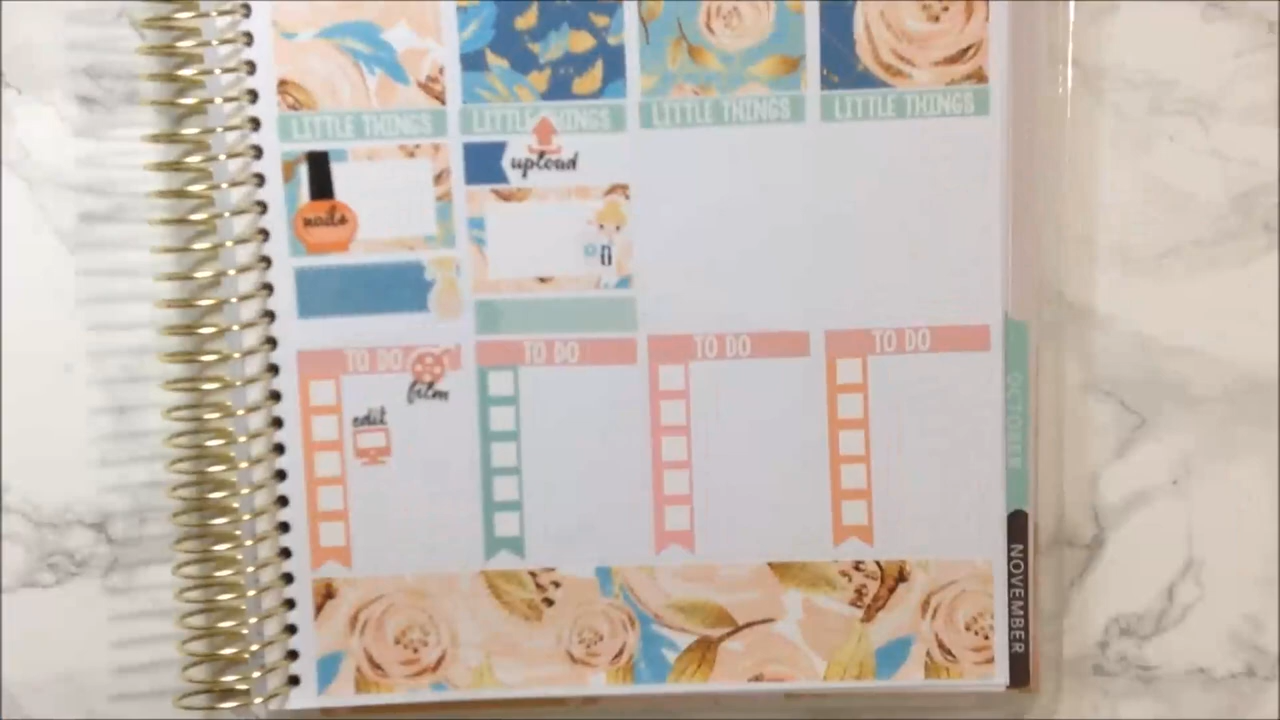 LITTLE THINGS
LITTLE THINGS
LITTLE THINGS
LITTLE THINGS
upload
nails
TO DO
TO DO
TO DO
TO DO
film
edit
OCTOBER
NOVEMBER